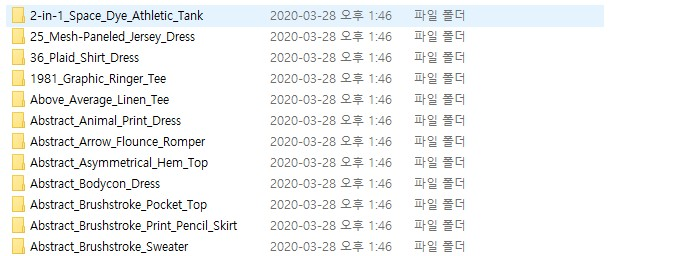 2-in-1_Space_Dye_Athletic_Tank 2020-03-28 오후 1:46 파일 폴더
25_Mesh-Paneled_Jersey_Dress 2020-03-28 오후 1:46 파일 폴더
36_Plaid_Shirt_Dress 2020-03-28 오후 1:46 파일 폴더
1981_Graphic_Ringer_Tee 2020-03-28 오후 1:46 파일 폴더
Above_Average_Linen_Tee 2020-03-28 오후 1:46 파일 폴더
Abstract_Animal_Print_Dress 2020-03-28 오후 1:46 파일 폴더
Abstract_Arrow_Flounce_Romper 2020-03-28 오후 1:46 파일 폴더
Abstract_Asymmetrical_Hem_Top 2020-03-28 오후 1:46 파일 폴더
Abstract_Bodycon_Dress 2020-03-28 오후 1:46 파일 폴더
Abstract_Brushstroke_Pocket_Top 2020-03-28 오후 1:46 파일 폴더
Abstract_Brushstroke_Print_Pencil_Skirt 2020-03-28 오후 1:46 파일 폴더
Abstract_Brushstroke_Sweater 2020-03-28 오후 1:46 파일 폴더